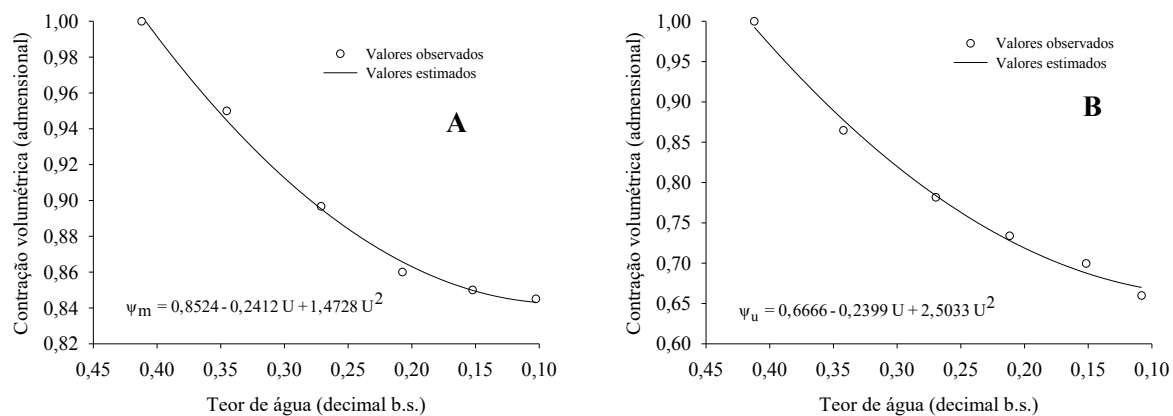 1,00
0,98
0,96
0,94
0,92
0,90
0,88
0,86
0,84
0,82
Contração volumétrica (admensional)
Valores observados
Valores estimados
A
ψm = 0,8524 - 0,2412 U + 1,4728 U2
0,45 0,40 0,35 0,30 0,25 0,20 0,15 0,10
Teor de água (decimal b.s.)
1,00
0,95
0,90
0,85
0,80
0,75
0,70
0,65
0,60
Contração volumétrica (admensional)
Valores observados
Valores estimados
B
ψu = 0,6666 - 0,2399 U + 2,5033 U2
0,45 0,40 0,35 0,30 0,25 0,20 0,15 0,10
Teor de água (decimal b.s.)